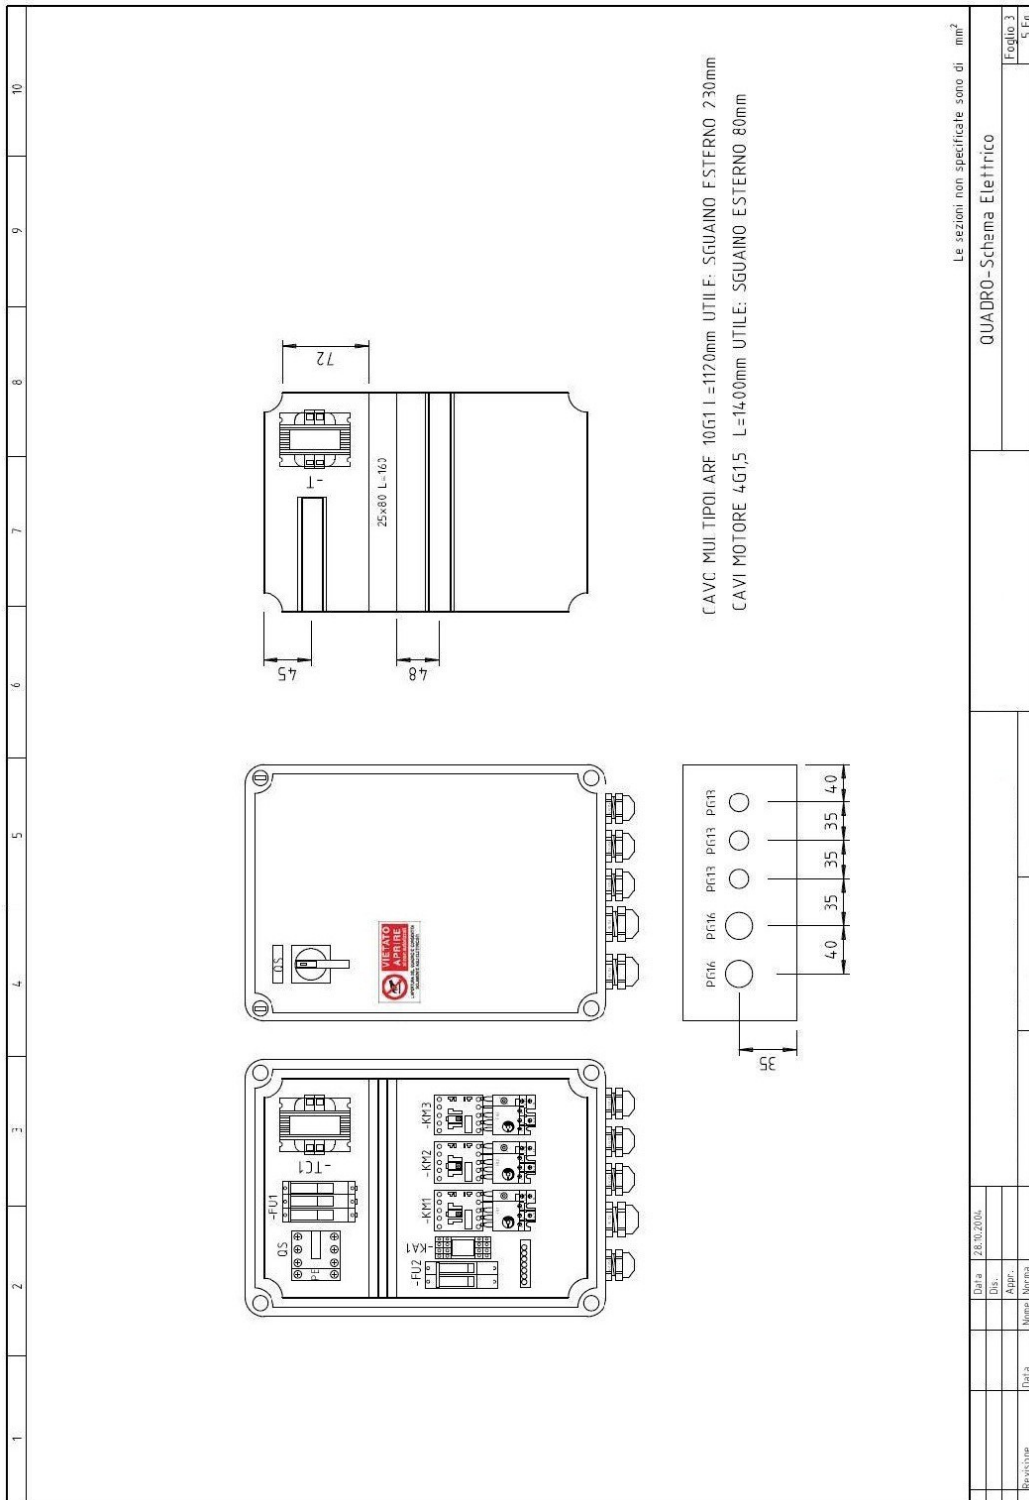 1 2 3 4 5 6 7 8 9 10
QS
-FU1
-TC1
PE
-FU2
-KA1
-KM1
-KM2
-KM3
QS
VIETATO
APRIRE
PG16 PG16 PG13 PG13 PG13
35
40 35 35 35 40
45
72
-T
25x80 L=160
48
CAVO MULTIPOLARE 10G1 L=1120mm UTILE: SGUAINO ESTERNO 230mm
CAVI MOTORE 4G1,5 L=1400mm UTILE: SGUAINO ESTERNO 80mm
Le sezioni non specificate sono di mm²
QUADRO-Schema Elettrico
Foglio 3
Data 28.10.2004
Dis.
Appr.
Revisione Data Nome Norma